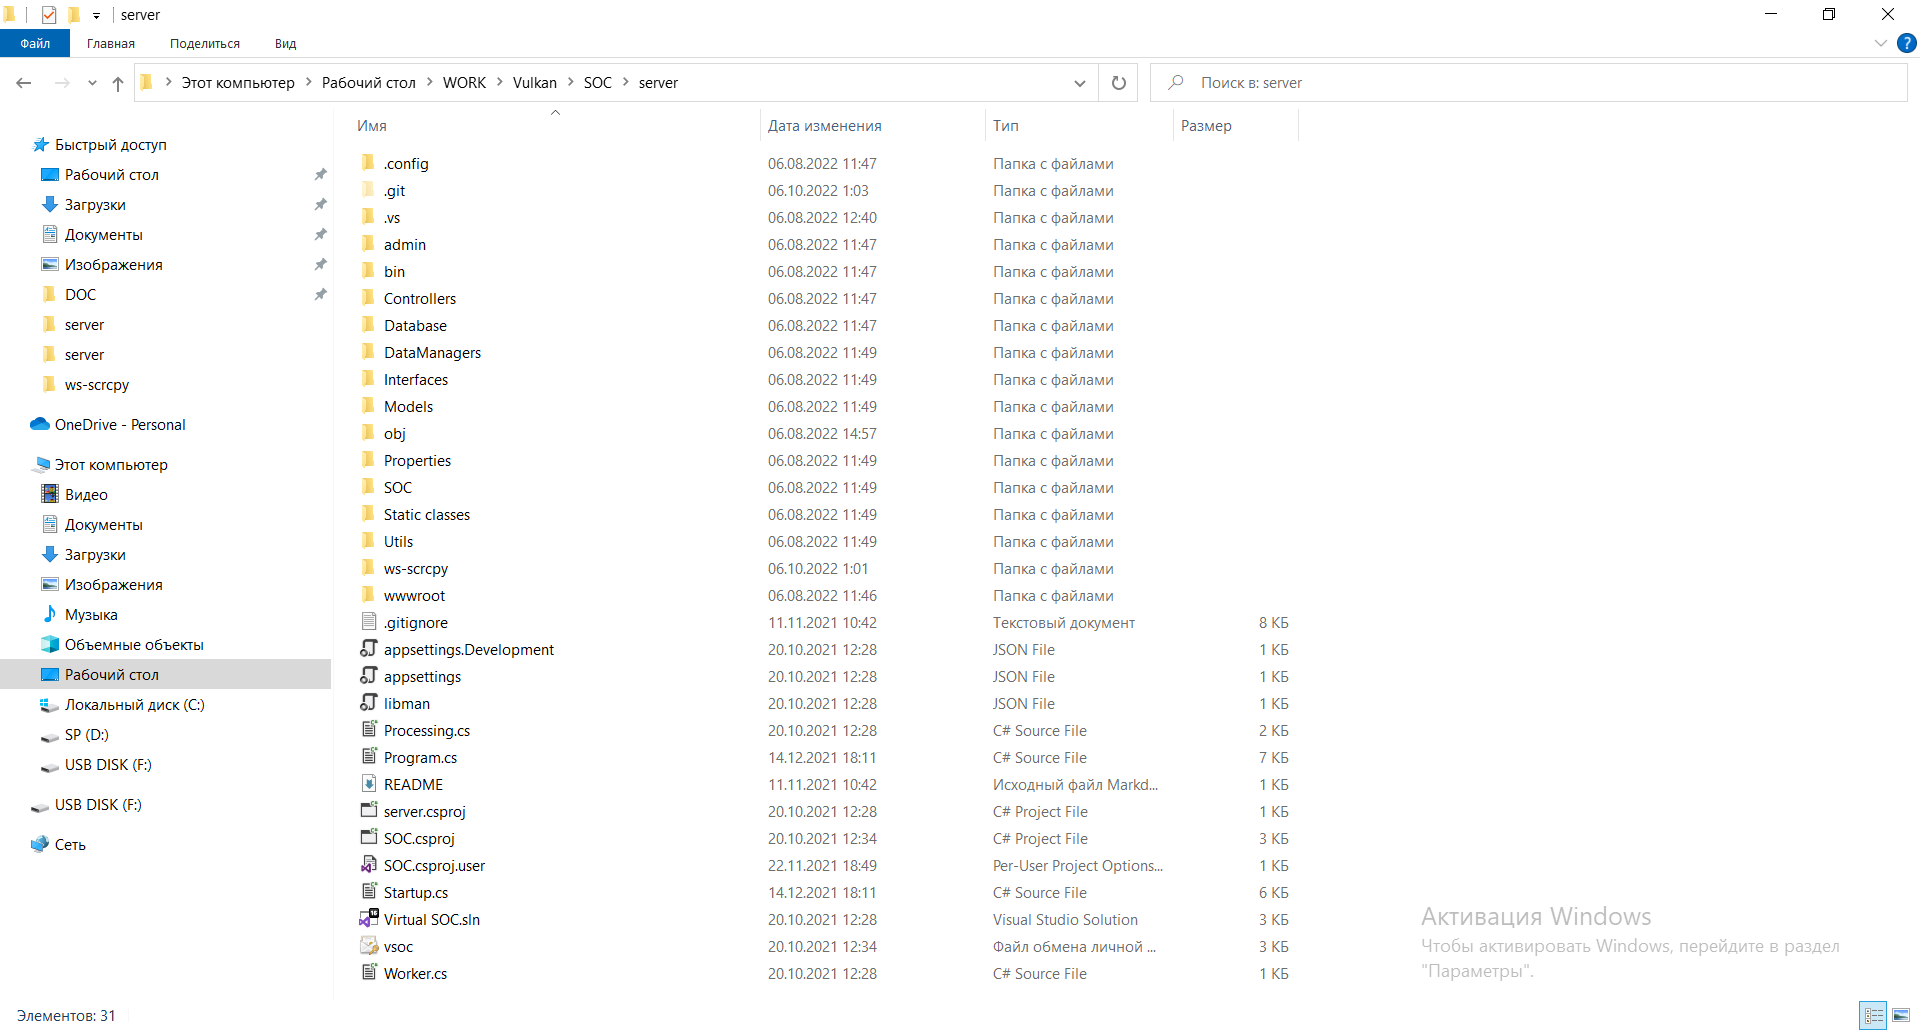 server
Файл Главная Поделиться Вид
Этот компьютер Рабочий стол WORK Vulkan SOC server Поиск в: server
Быстрый доступ
Рабочий стол
Загрузки
Документы
Изображения
DOC
server
server
ws-scrcpy
OneDrive - Personal
Этот компьютер
Видео
Документы
Загрузки
Изображения
Музыка
Объемные объекты
Рабочий стол
Локальный диск (C:)
SP (D:)
USB DISK (F:)
USB DISK (F:)
Сеть
Имя Дата изменения Тип Размер
.config 06.08.2022 11:47 Папка с файлами
.git 06.10.2022 1:03 Папка с файлами
.vs 06.08.2022 12:40 Папка с файлами
admin 06.08.2022 11:47 Папка с файлами
bin 06.08.2022 11:47 Папка с файлами
Controllers 06.08.2022 11:47 Папка с файлами
Database 06.08.2022 11:47 Папка с файлами
DataManagers 06.08.2022 11:49 Папка с файлами
Interfaces 06.08.2022 11:49 Папка с файлами
Models 06.08.2022 11:49 Папка с файлами
obj 06.08.2022 14:57 Папка с файлами
Properties 06.08.2022 11:49 Папка с файлами
SOC 06.08.2022 11:49 Папка с файлами
Static classes 06.08.2022 11:49 Папка с файлами
Utils 06.08.2022 11:49 Папка с файлами
ws-scrcpy 06.10.2022 1:01 Папка с файлами
wwwroot 06.08.2022 11:46 Папка с файлами
.gitignore 11.11.2021 10:42 Текстовый документ 8 КБ
appsettings.Development 20.10.2021 12:28 JSON File 1 КБ
appsettings 20.10.2021 12:28 JSON File 1 КБ
libman 20.10.2021 12:28 JSON File 1 КБ
Processing.cs 20.10.2021 12:28 C# Source File 2 КБ
Program.cs 14.12.2021 18:11 C# Source File 7 КБ
README 11.11.2021 10:42 Исходный файл Markd... 1 КБ
server.csproj 20.10.2021 12:28 C# Project File 1 КБ
SOC.csproj 20.10.2021 12:34 C# Project File 3 КБ
SOC.csproj.user 22.11.2021 18:49 Per-User Project Options... 1 КБ
Startup.cs 14.12.2021 18:11 C# Source File 6 КБ
Virtual SOC.sln 20.10.2021 12:28 Visual Studio Solution 3 КБ
vsoc 20.10.2021 12:34 Файл обмена личной ... 3 КБ
Worker.cs 20.10.2021 12:28 C# Source File 1 КБ
Активация Windows
Чтобы активировать Windows, перейдите в раздел
"Параметры".
Элементов: 31